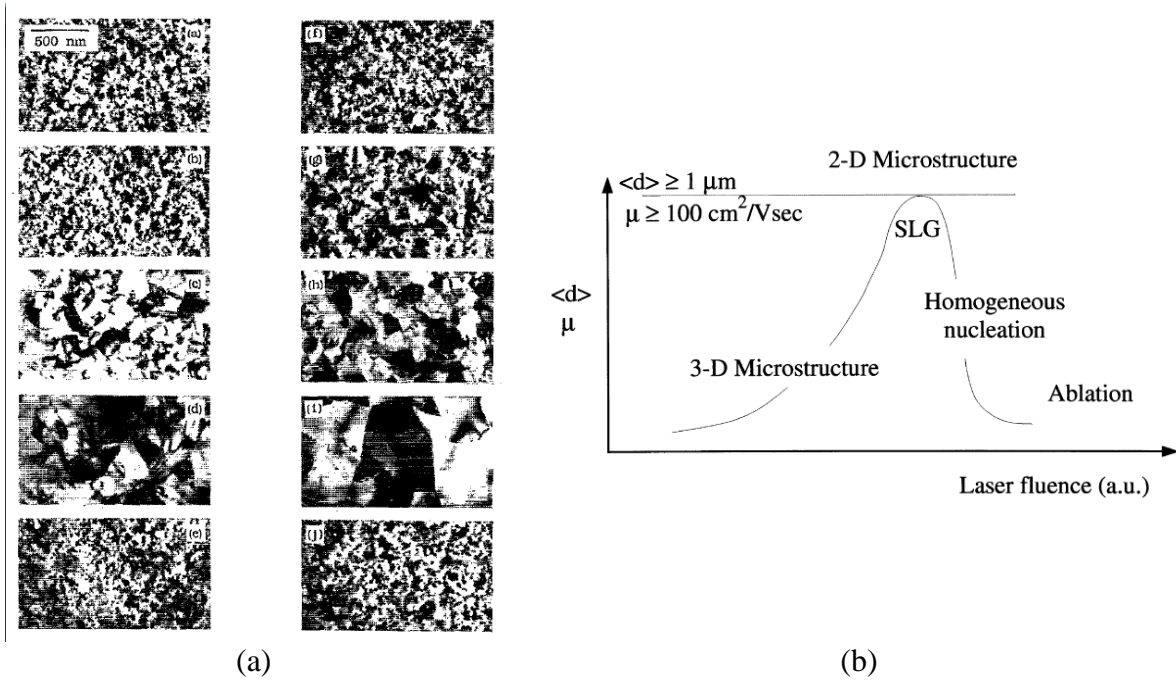 500 nm
(a)
(b)
(c)
(d)
(e)
(f)
(g)
(h)
(i)
(j)
(a)
2-D Microstructure
<d> ≥ 1 μm
μ ≥ 100 cm²/Vsec
SLG
<d>
μ
Homogeneous
nucleation
3-D Microstructure
Ablation
Laser fluence (a.u.)
(b)